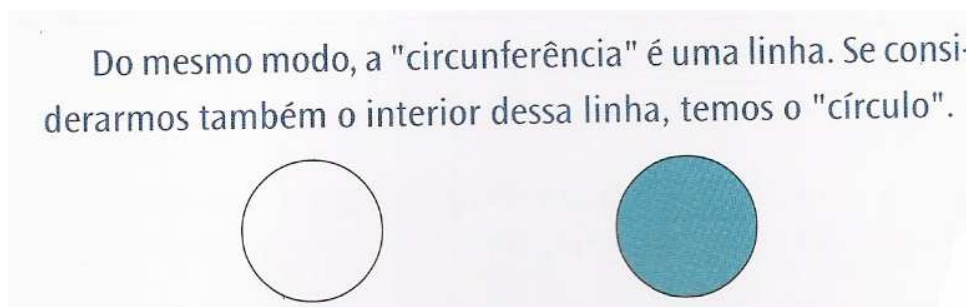 Do mesmo modo, a "circunferência" é uma linha. Se consi-
derarmos também o interior dessa linha, temos o "círculo".